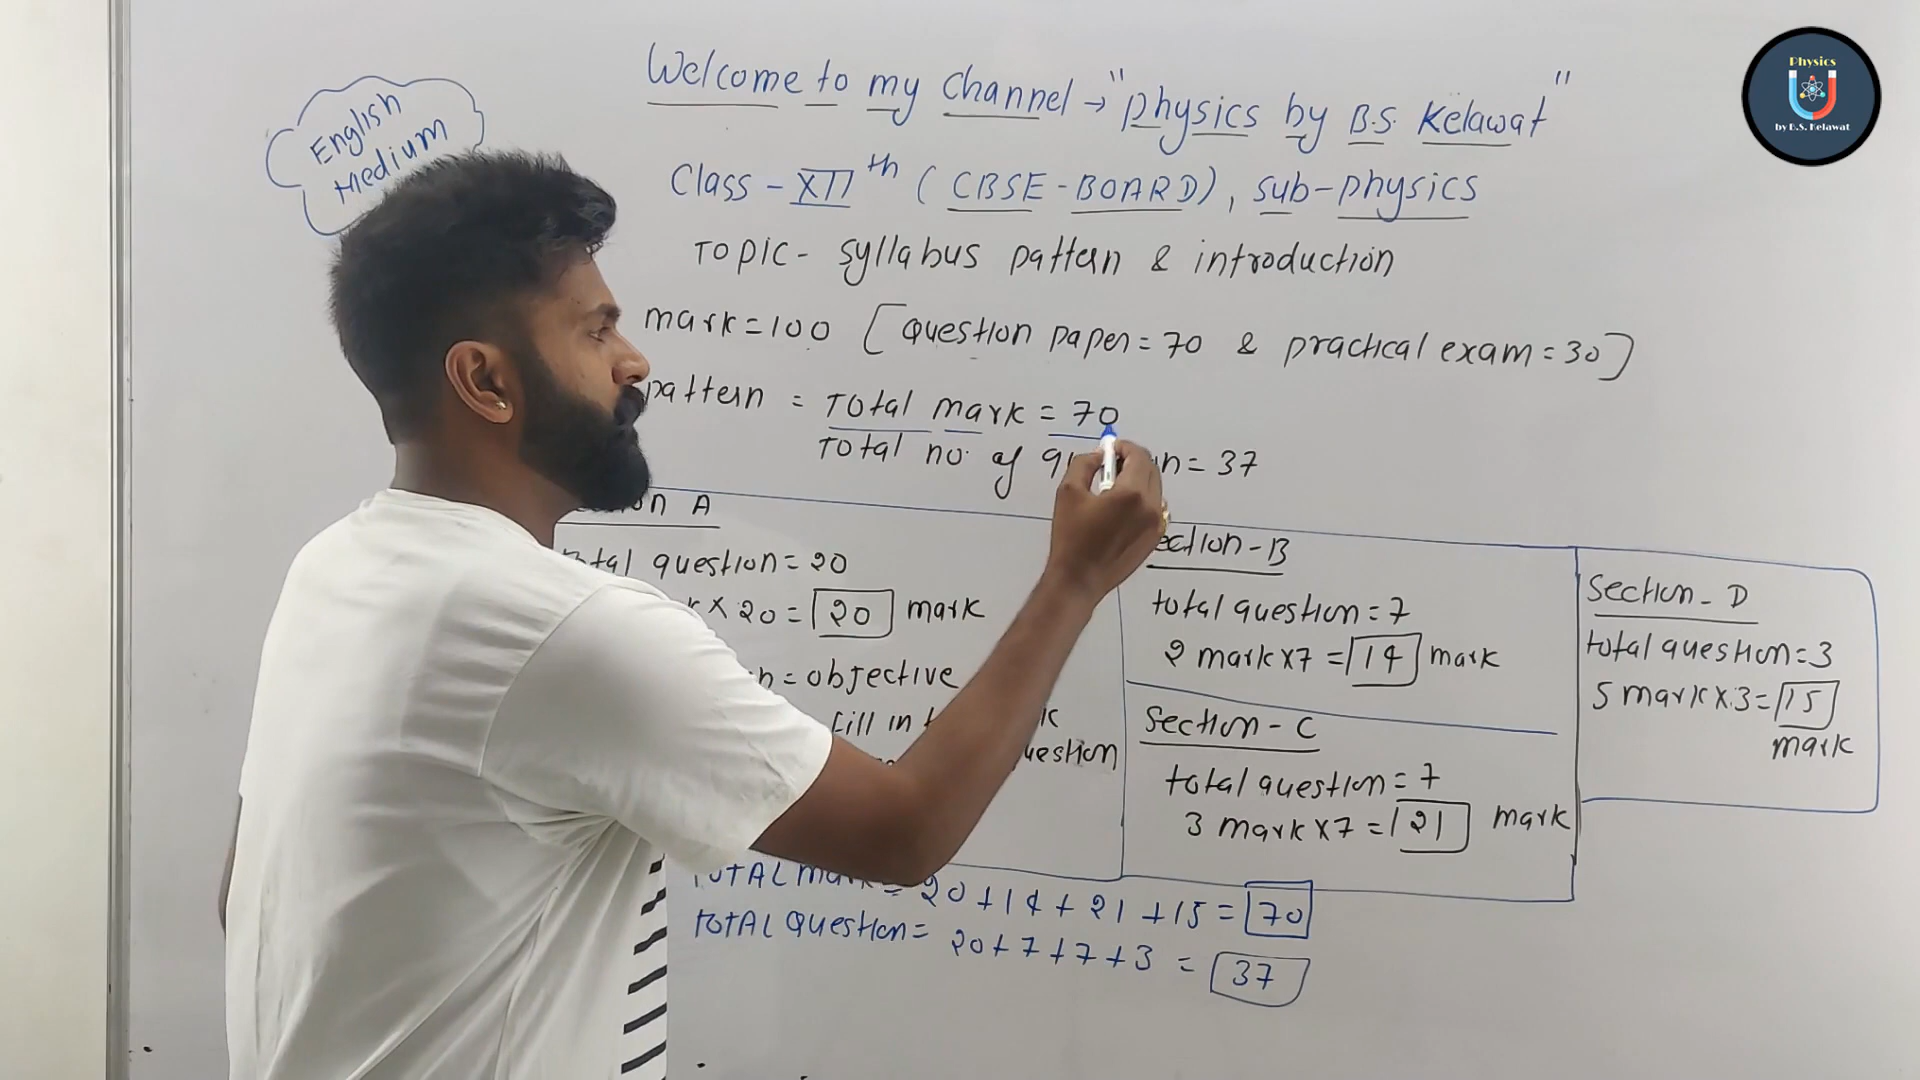 English
Medium
Welcome to my Channel → "physics by B.S. Kelawat"
Class - XII th (CBSE - BOARD), sub - physics
TOPIC - syllabus pattern & introduction
mark = 100 [question paper = 70 & practical exam = 30]
pattern = Total mark = 70
Total no. of = 37
A
total question = 20
x 20 = 20 mark
= objective
fill in
uestion
ection - B
total question = 7
2 mark x 7 = 14 mark
Section - C
total question = 7
3 mark x 7 = 21 mark
Section - D
total question = 3
5 mark x 3 = 15
mark
TOTAL mark = 20 + 14 + 21 + 15 = 70
TOTAL question = 20 + 7 + 7 + 3 = 37
Physics
by B.S. Kelawat